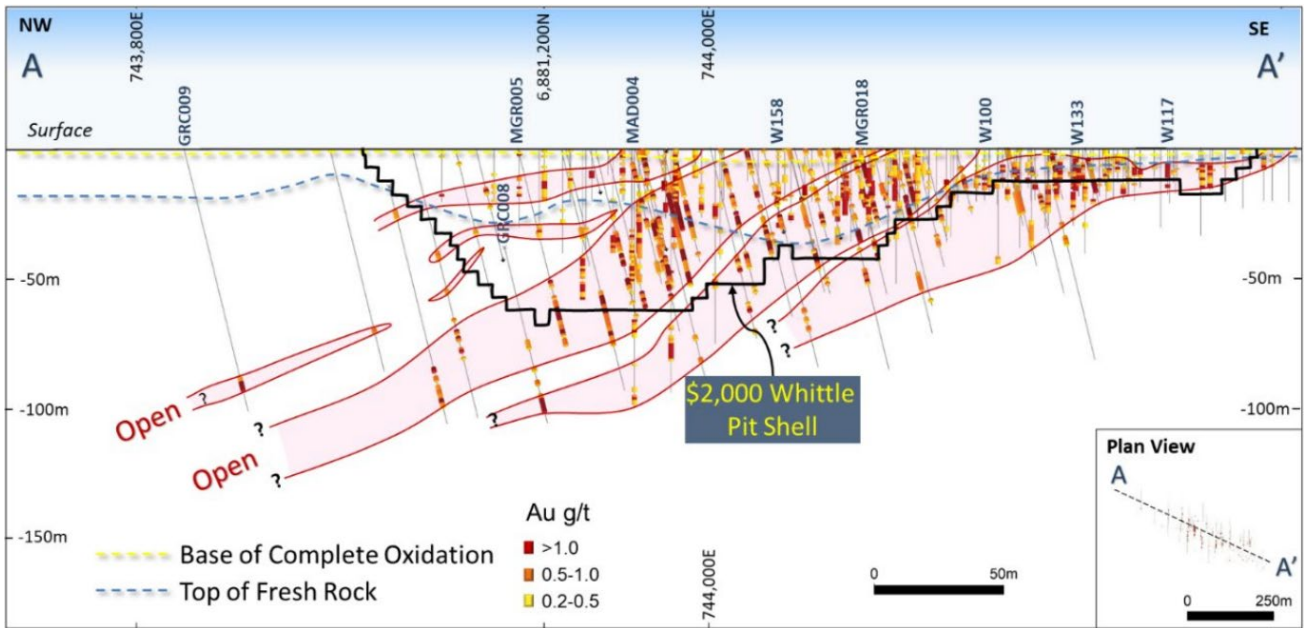 NW
SE
A
A'
743,800E
6,881,200N
744,000E
Surface
GRC009
MGR005
MAD004
W158
MGR018
W100
W133
W117
GRC008
-50m
-50m
?
?
$2,000 Whittle
Pit Shell
-100m
-100m
?
Open
?
?
Open
?
-150m
Base of Complete Oxidation
Top of Fresh Rock
Au g/t
>1.0
0.5-1.0
0.2-0.5
744,000E
0 50m
Plan View
A
A'
0 250m